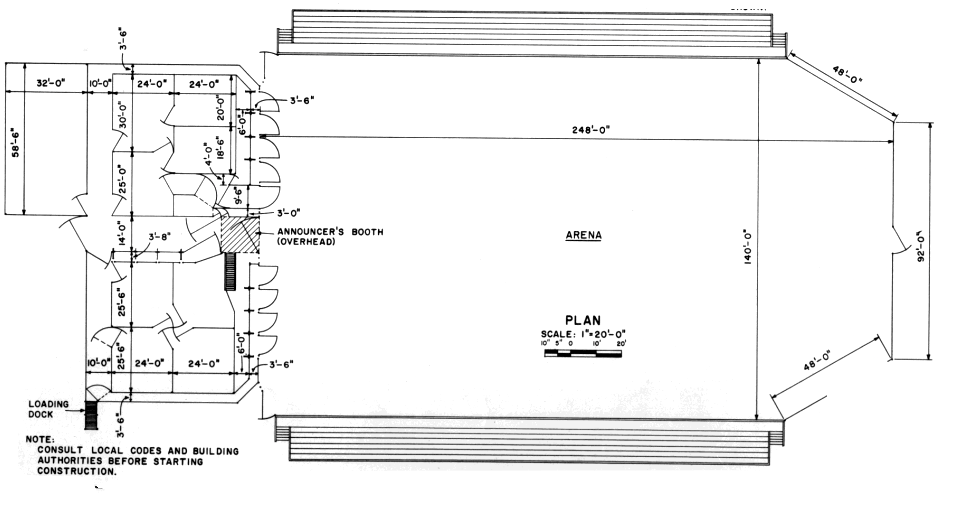 3'-6"
32'-0"
10'-0"
24'-0"
24'-0"
58'-6"
30'-0"
20'-0"
6'-0"
3'-6"
48'-0"
248'-0"
18'-6"
4'-0"
25'-0"
9'-6"
3'-0"
14'-0"
3'-8"
ANNOUNCER'S BOOTH
(OVERHEAD)
ARENA
140'-0"
92'-0"
25'-6"
PLAN
SCALE: 1"=20'-0"
10' 5' 0 10' 20'
6'-0"
25'-6"
10'-0"
24'-0"
24'-0"
3'-6"
48'-0"
LOADING
DOCK
3'-6"
NOTE:
CONSULT LOCAL CODES AND BUILDING
AUTHORITIES BEFORE STARTING
CONSTRUCTION.